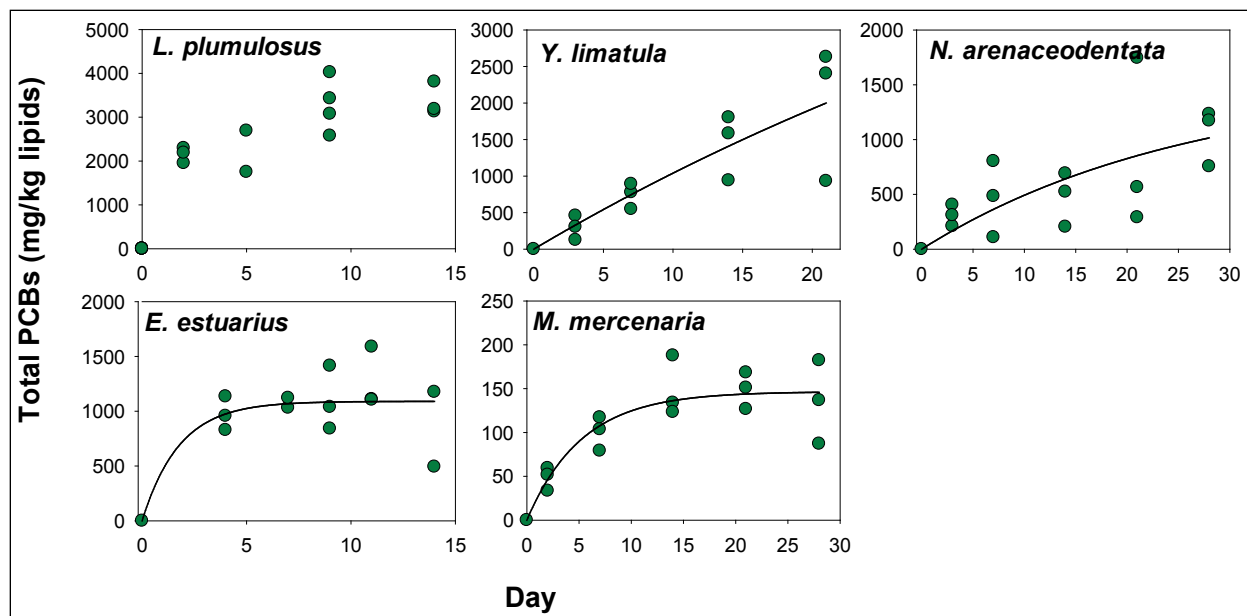 Total PCBs (mg/kg lipids)
L. plumulosus
5000
4000
3000
2000
1000
0
0 5 10 15
Y. limatula
3000
2500
2000
1500
1000
500
0
0 5 10 15 20
N. arenaceodentata
2000
1500
1000
500
0
0 5 10 15 20 25 30
E. estuarius
2000
1500
1000
500
0
0 5 10 15
M. mercenaria
250
200
150
100
50
0
0 5 10 15 20 25 30
Day